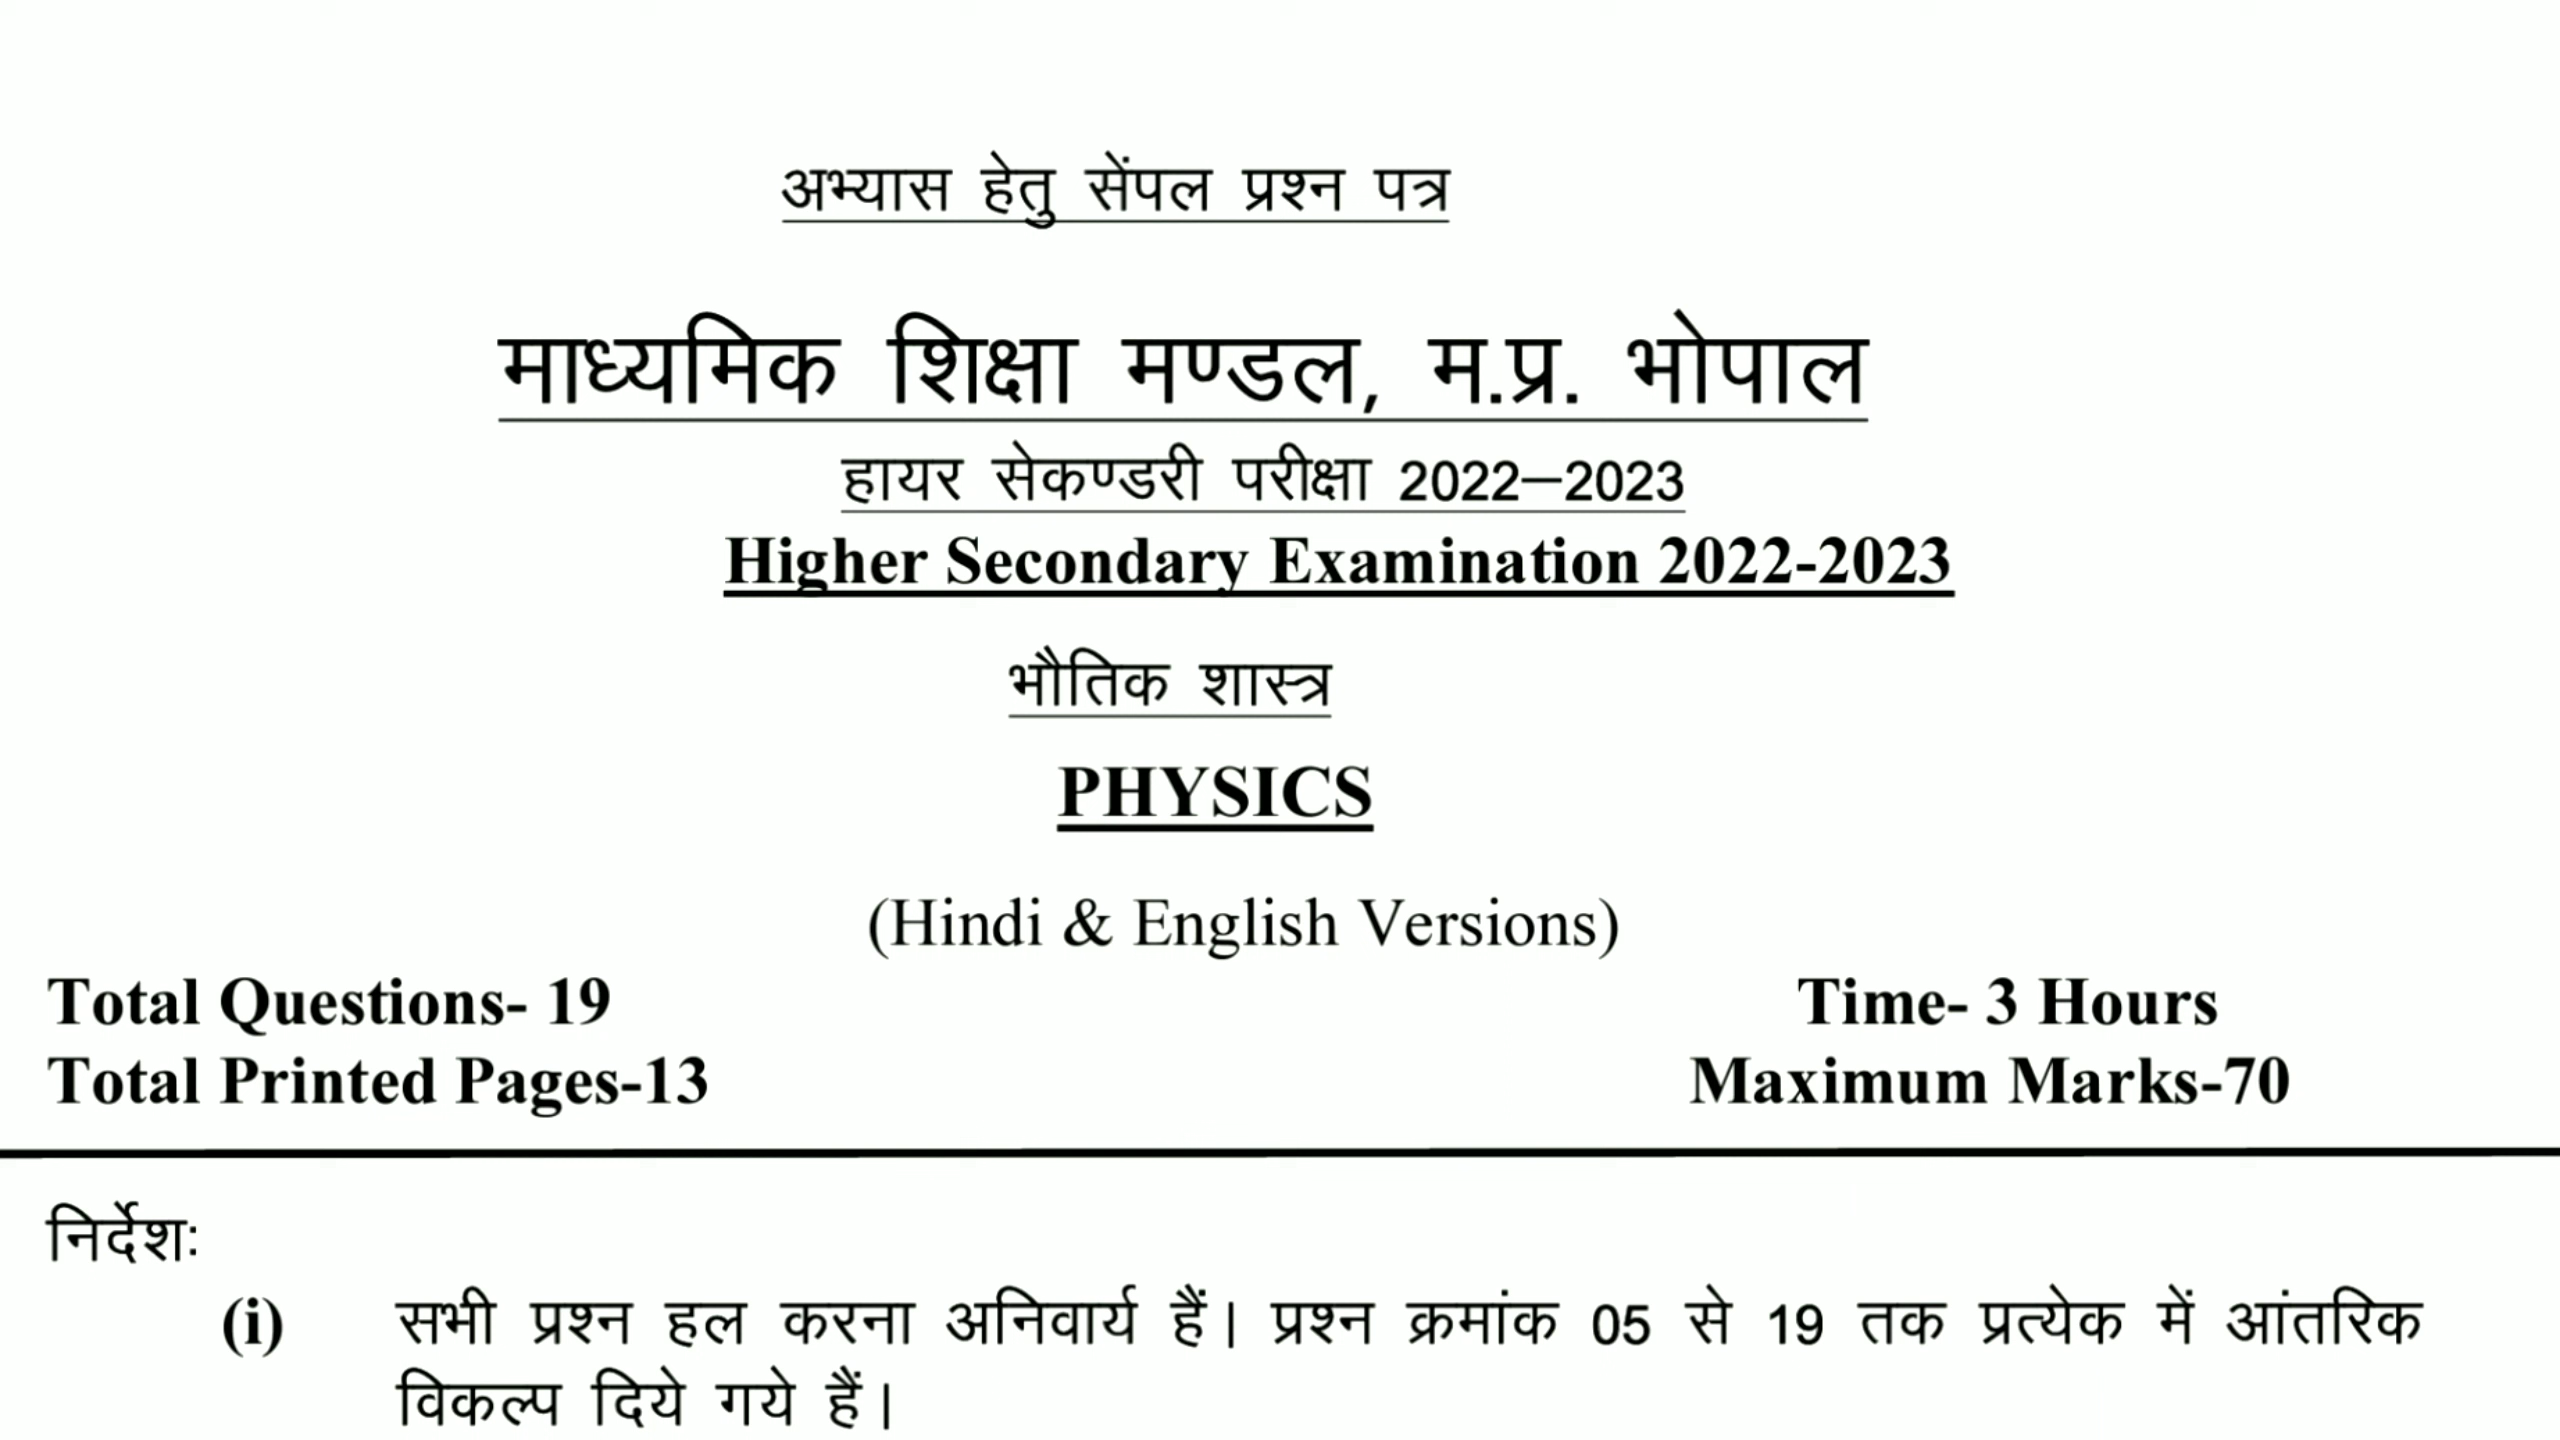 अभ्यास हेतु सेंपल प्रश्न पत्र
माध्यमिक शिक्षा मण्डल, म.प्र. भोपाल
हायर सेकण्डरी परीक्षा 2022–2023
Higher Secondary Examination 2022-2023
भौतिक शास्त्र
PHYSICS
(Hindi & English Versions)
Total Questions- 19 Time- 3 Hours
Total Printed Pages-13 Maximum Marks-70
निर्देशः
(i) सभी प्रश्न हल करना अनिवार्य हैं। प्रश्न क्रमांक 05 से 19 तक प्रत्येक में आंतरिक
विकल्प दिये गये हैं।